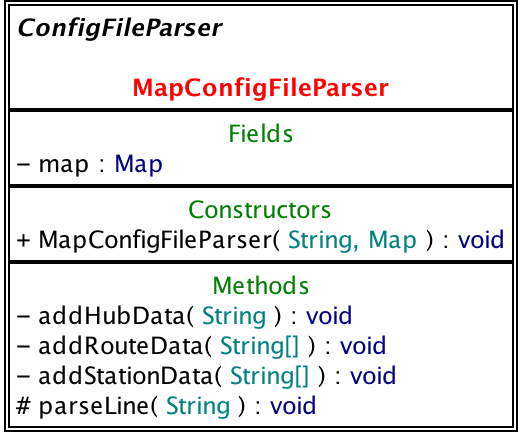 ConfigFileParser
MapConfigFileParser
Fields
– map : Map
Constructors
+ MapConfigFileParser( String, Map ) : void
Methods
– addHubData( String ) : void
– addRouteData( String[] ) : void
– addStationData( String[] ) : void
# parseLine( String ) : void